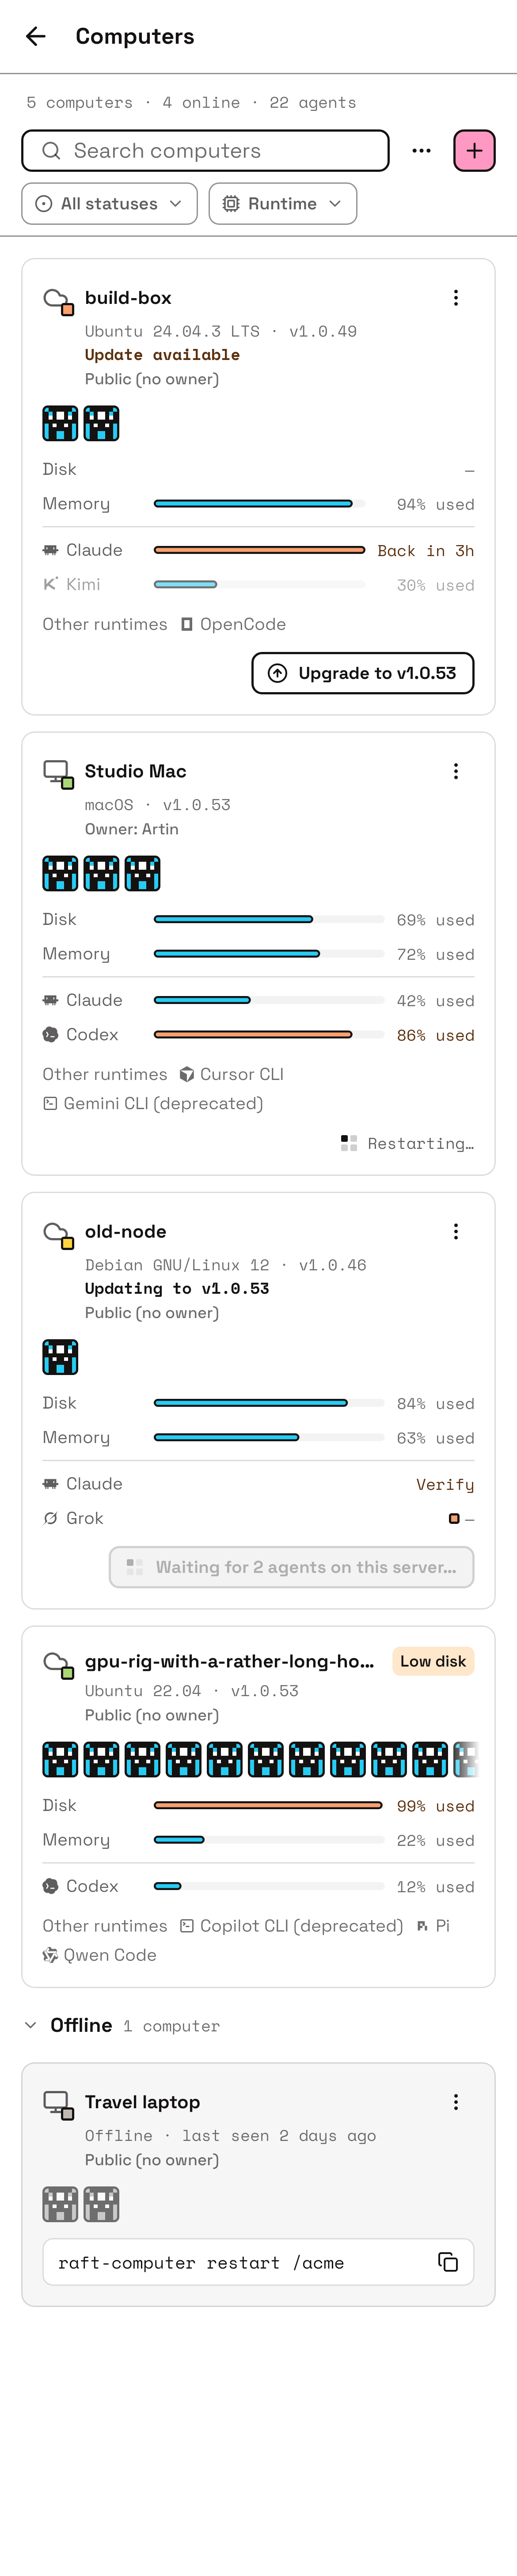 Computers
5 computers · 4 online · 22 agents
Search computers
All statuses
Runtime
build-box
Ubuntu 24.04.3 LTS · v1.0.49
Update available
Public (no owner)
Disk –
Memory 94% used
Claude Back in 3h
Kimi 30% used
Other runtimes OpenCode
Upgrade to v1.0.53
Studio Mac
macOS · v1.0.53
Owner: Artin
Disk 69% used
Memory 72% used
Claude 42% used
Codex 86% used
Other runtimes Cursor CLI
Gemini CLI (deprecated)
Restarting…
old-node
Debian GNU/Linux 12 · v1.0.46
Updating to v1.0.53
Public (no owner)
Disk 84% used
Memory 63% used
Claude Verify
Grok –
Waiting for 2 agents on this server…
gpu-rig-with-a-rather-long-ho… Low disk
Ubuntu 22.04 · v1.0.53
Public (no owner)
Disk 99% used
Memory 22% used
Codex 12% used
Other runtimes Copilot CLI (deprecated) Pi
Qwen Code
Offline 1 computer
Travel laptop
Offline · last seen 2 days ago
Public (no owner)
raft-computer restart /acme